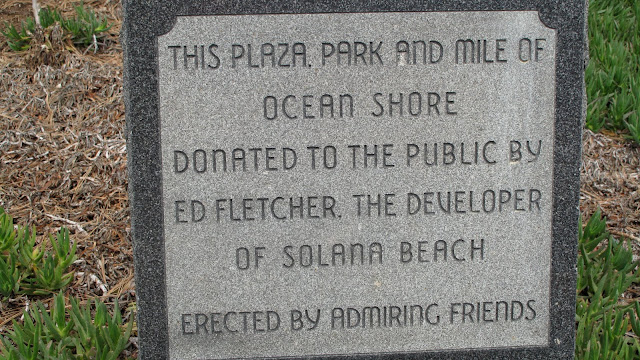 THIS PLAZA, PARK AND MILE OF
OCEAN SHORE
DONATED TO THE PUBLIC BY
ED FLETCHER, THE DEVELOPER
OF SOLANA BEACH
ERECTED BY ADMIRING FRIENDS